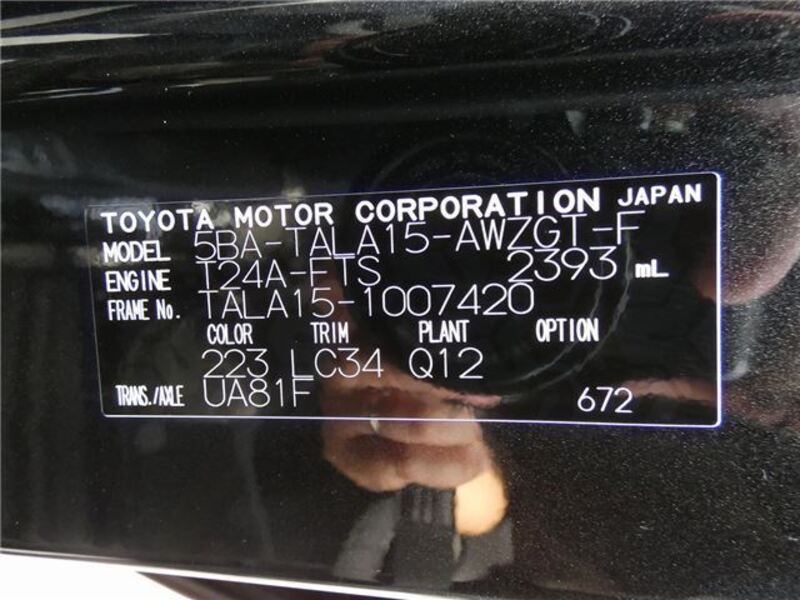 TOYOTA MOTOR CORPORATION JAPAN
MODEL 5BA-TALA15-AWZGT-F
ENGINE T24A-FTS 2393 mL
FRAME No. TALA15-1007420
COLOR TRIM PLANT OPTION
223 LC34 Q12
TRANS./AXLE UA81F 672